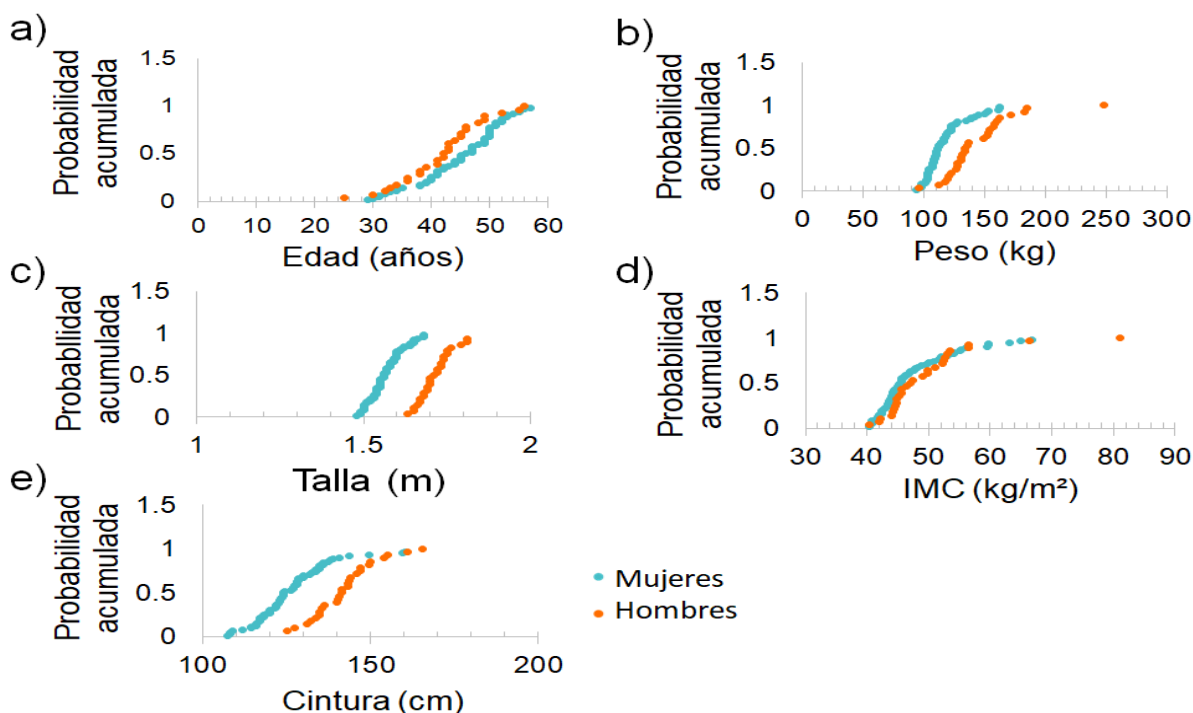 a)
Probabilidad
acumulada
1.5
1
0.5
0
0 10 20 30 40 50 60
Edad (años)
b)
Probabilidad
acumulada
1.5
1
0.5
0
0 50 100 150 200 250 300
Peso (kg)
c)
Probabilidad
acumulada
1.5
1
0.5
0
1 1.5 2
Talla (m)
d)
Probabilidad
acumulada
1.5
1
0.5
0
30 40 50 60 70 80 90
IMC (kg/m²)
e)
Probabilidad
acumulada
1.5
1
0.5
0
100 150 200
Cintura (cm)
Mujeres
Hombres